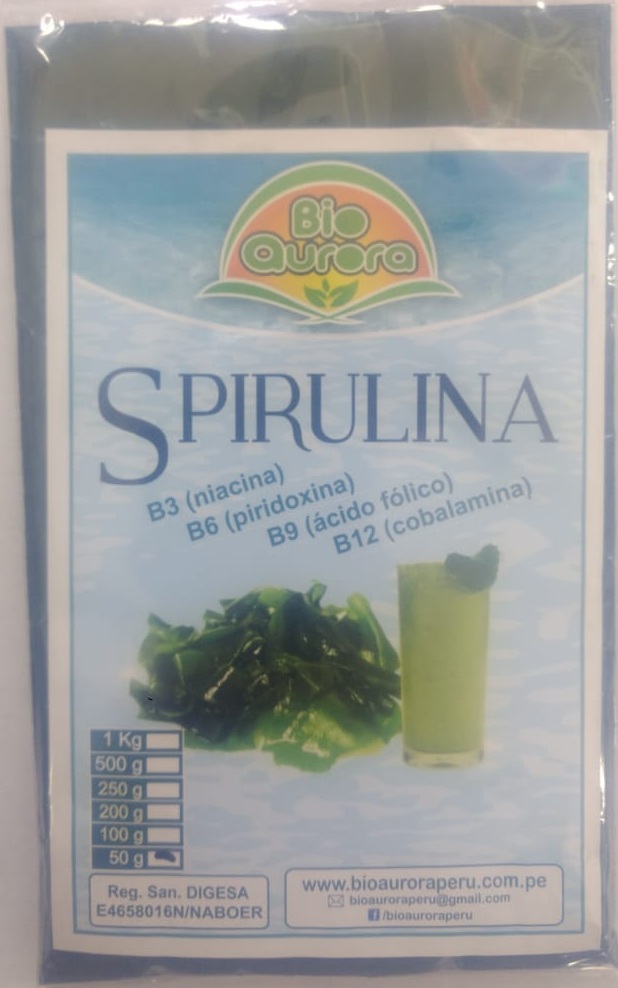 Bio
Aurora
SPIRULINA
B3 (niacina)
B6 (piridoxina)
B9 (ácido fólico)
B12 (cobalamina)
1 Kg
500 g
250 g
200 g
100 g
50 g
Reg. San. DIGESA
E4658016N/NABOER
www.bioauroraperu.com.pe
bioauroraperu@gmail.com
f /bioauroraperu